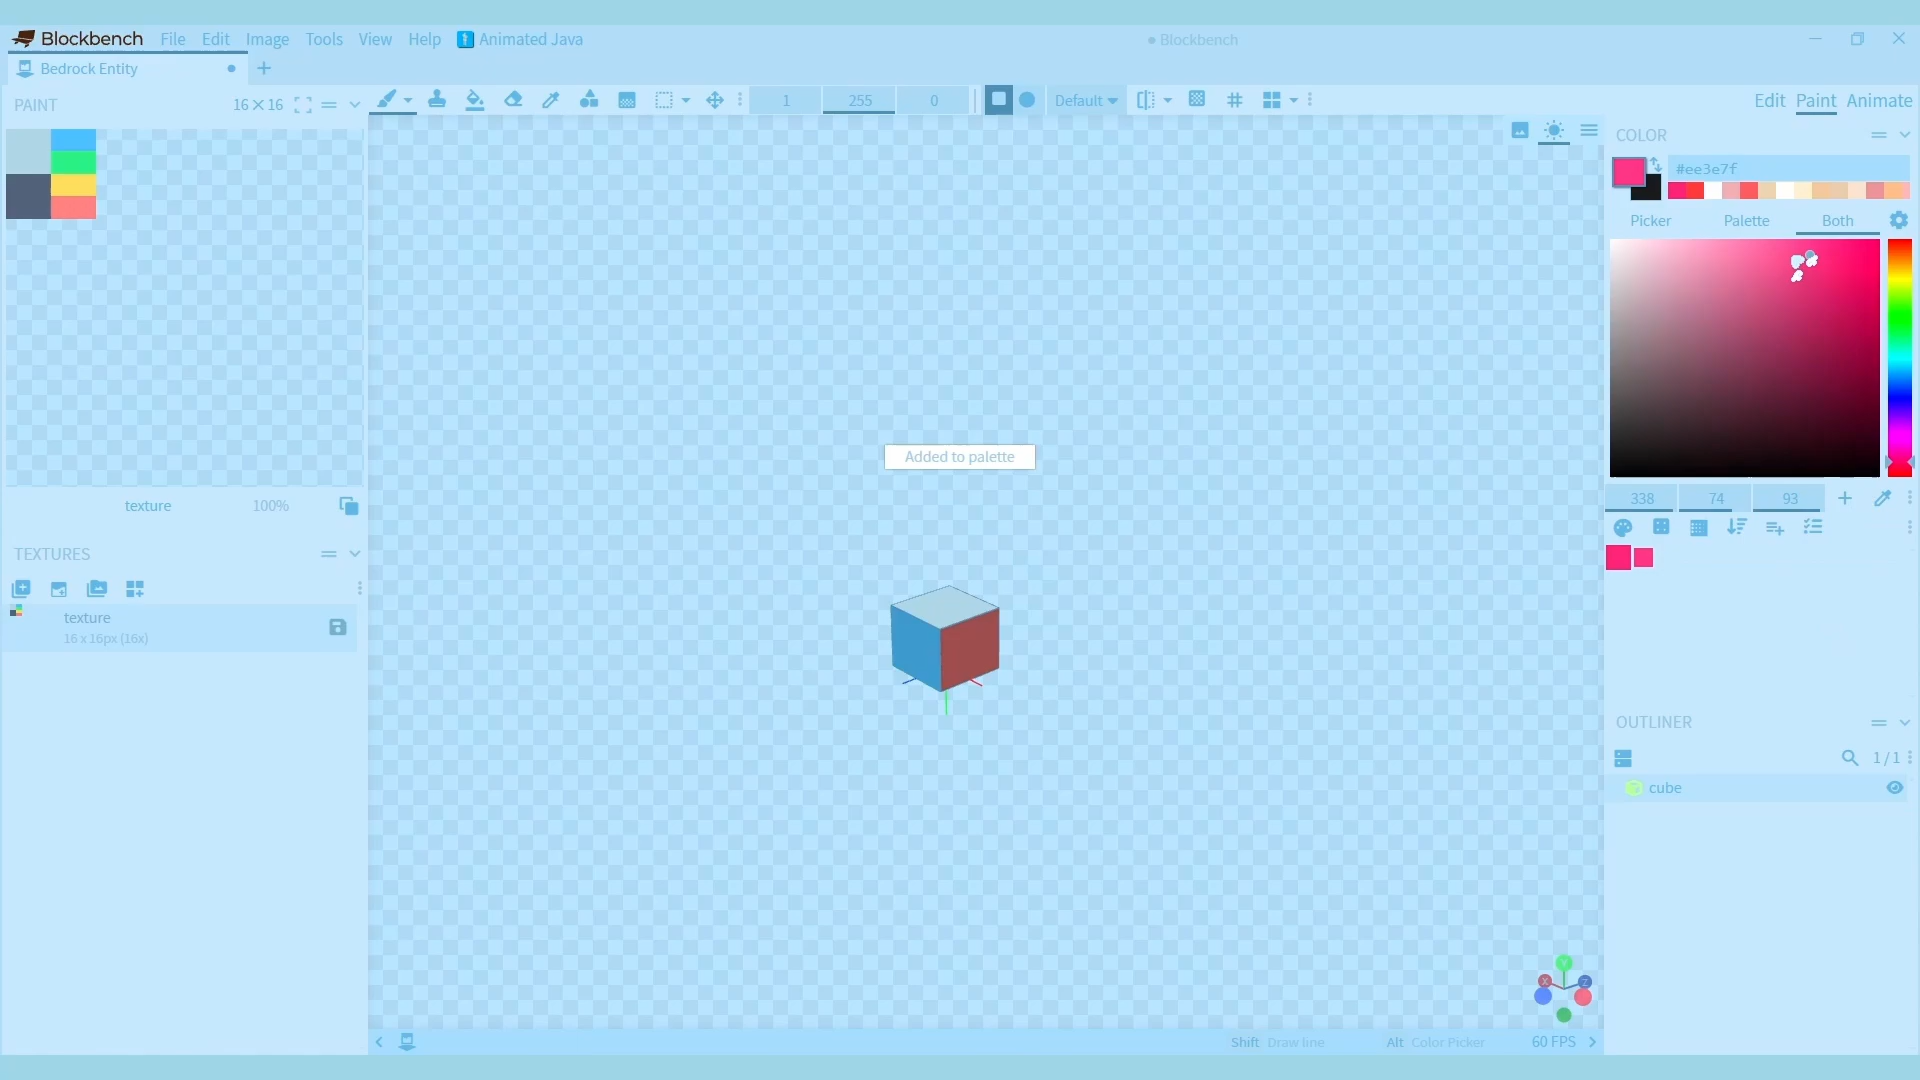 Blockbench File Edit Image Tools View Help Animated Java
● Blockbench
Bedrock Entity
PAINT 16×16
1 255 0 Default
Edit Paint Animate
COLOR
#ee3e7f
Picker Palette Both
Added to palette
338 74 93
texture 100%
TEXTURES
texture
16 x 16px (16x)
OUTLINER
1/1
cube
Y
X
Z
Shift Draw line Alt Color Picker 60 FPS